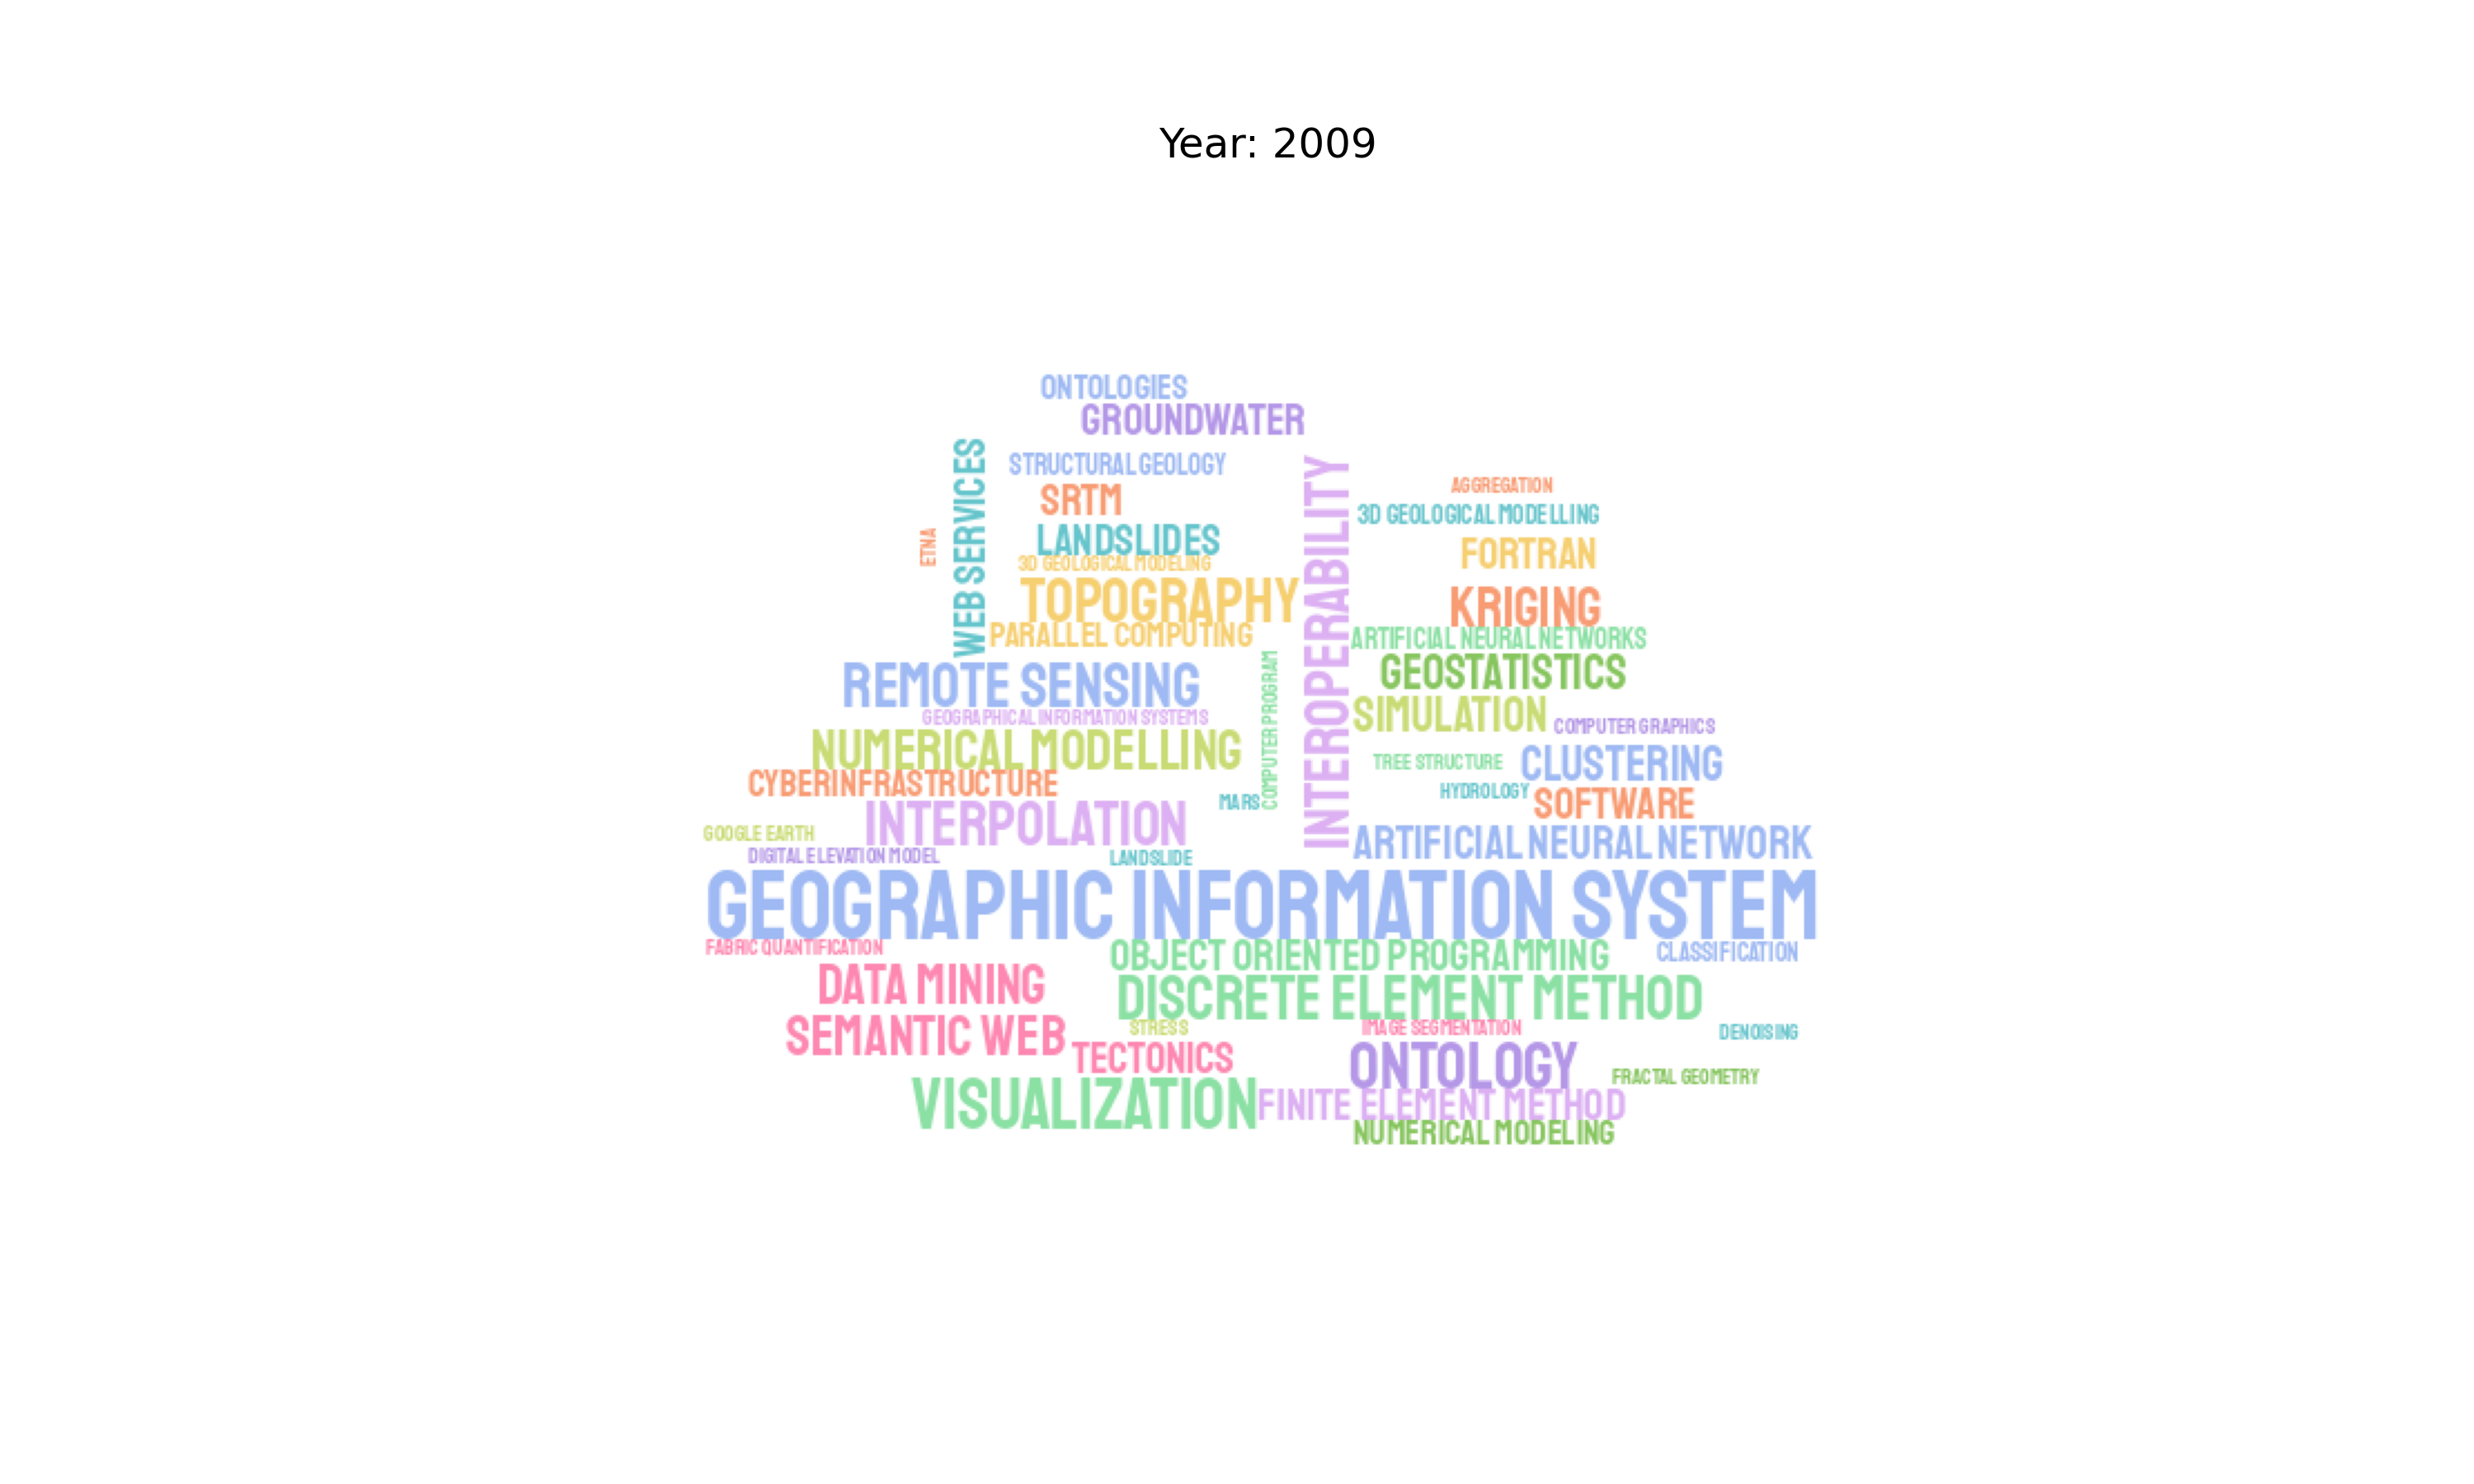 Year: 2009
ONTOLOGIES
GROUNDWATER
WEB SERVICES
STRUCTURAL GEOLOGY
INTEROPERABILITY
AGGREGATION
SRTM
3D GEOLOGICAL MODELLING
ETNA
LANDSLIDES
FORTRAN
3D GEOLOGICAL MODELING
TOPOGRAPHY
KRIGING
PARALLEL COMPUTING
ARTIFICIAL NEURAL NETWORKS
REMOTE SENSING
GEOSTATISTICS
COMPUTER PROGRAM
GEOGRAPHICAL INFORMATION SYSTEMS
SIMULATION
COMPUTER GRAPHICS
NUMERICAL MODELLING
TREE STRUCTURE
CLUSTERING
CYBERINFRASTRUCTURE
MARS
HYDROLOGY
SOFTWARE
INTERPOLATION
GOOGLE EARTH
ARTIFICIAL NEURAL NETWORK
DIGITAL ELEVATION MODEL
LANDSLIDE
GEOGRAPHIC INFORMATION SYSTEM
FABRIC QUANTIFICATION
OBJECT ORIENTED PROGRAMMING
CLASSIFICATION
DATA MINING
DISCRETE ELEMENT METHOD
SEMANTIC WEB
STRESS
IMAGE SEGMENTATION
DENOISING
TECTONICS
ONTOLOGY
FRACTAL GEOMETRY
VISUALIZATION
FINITE ELEMENT METHOD
NUMERICAL MODELING